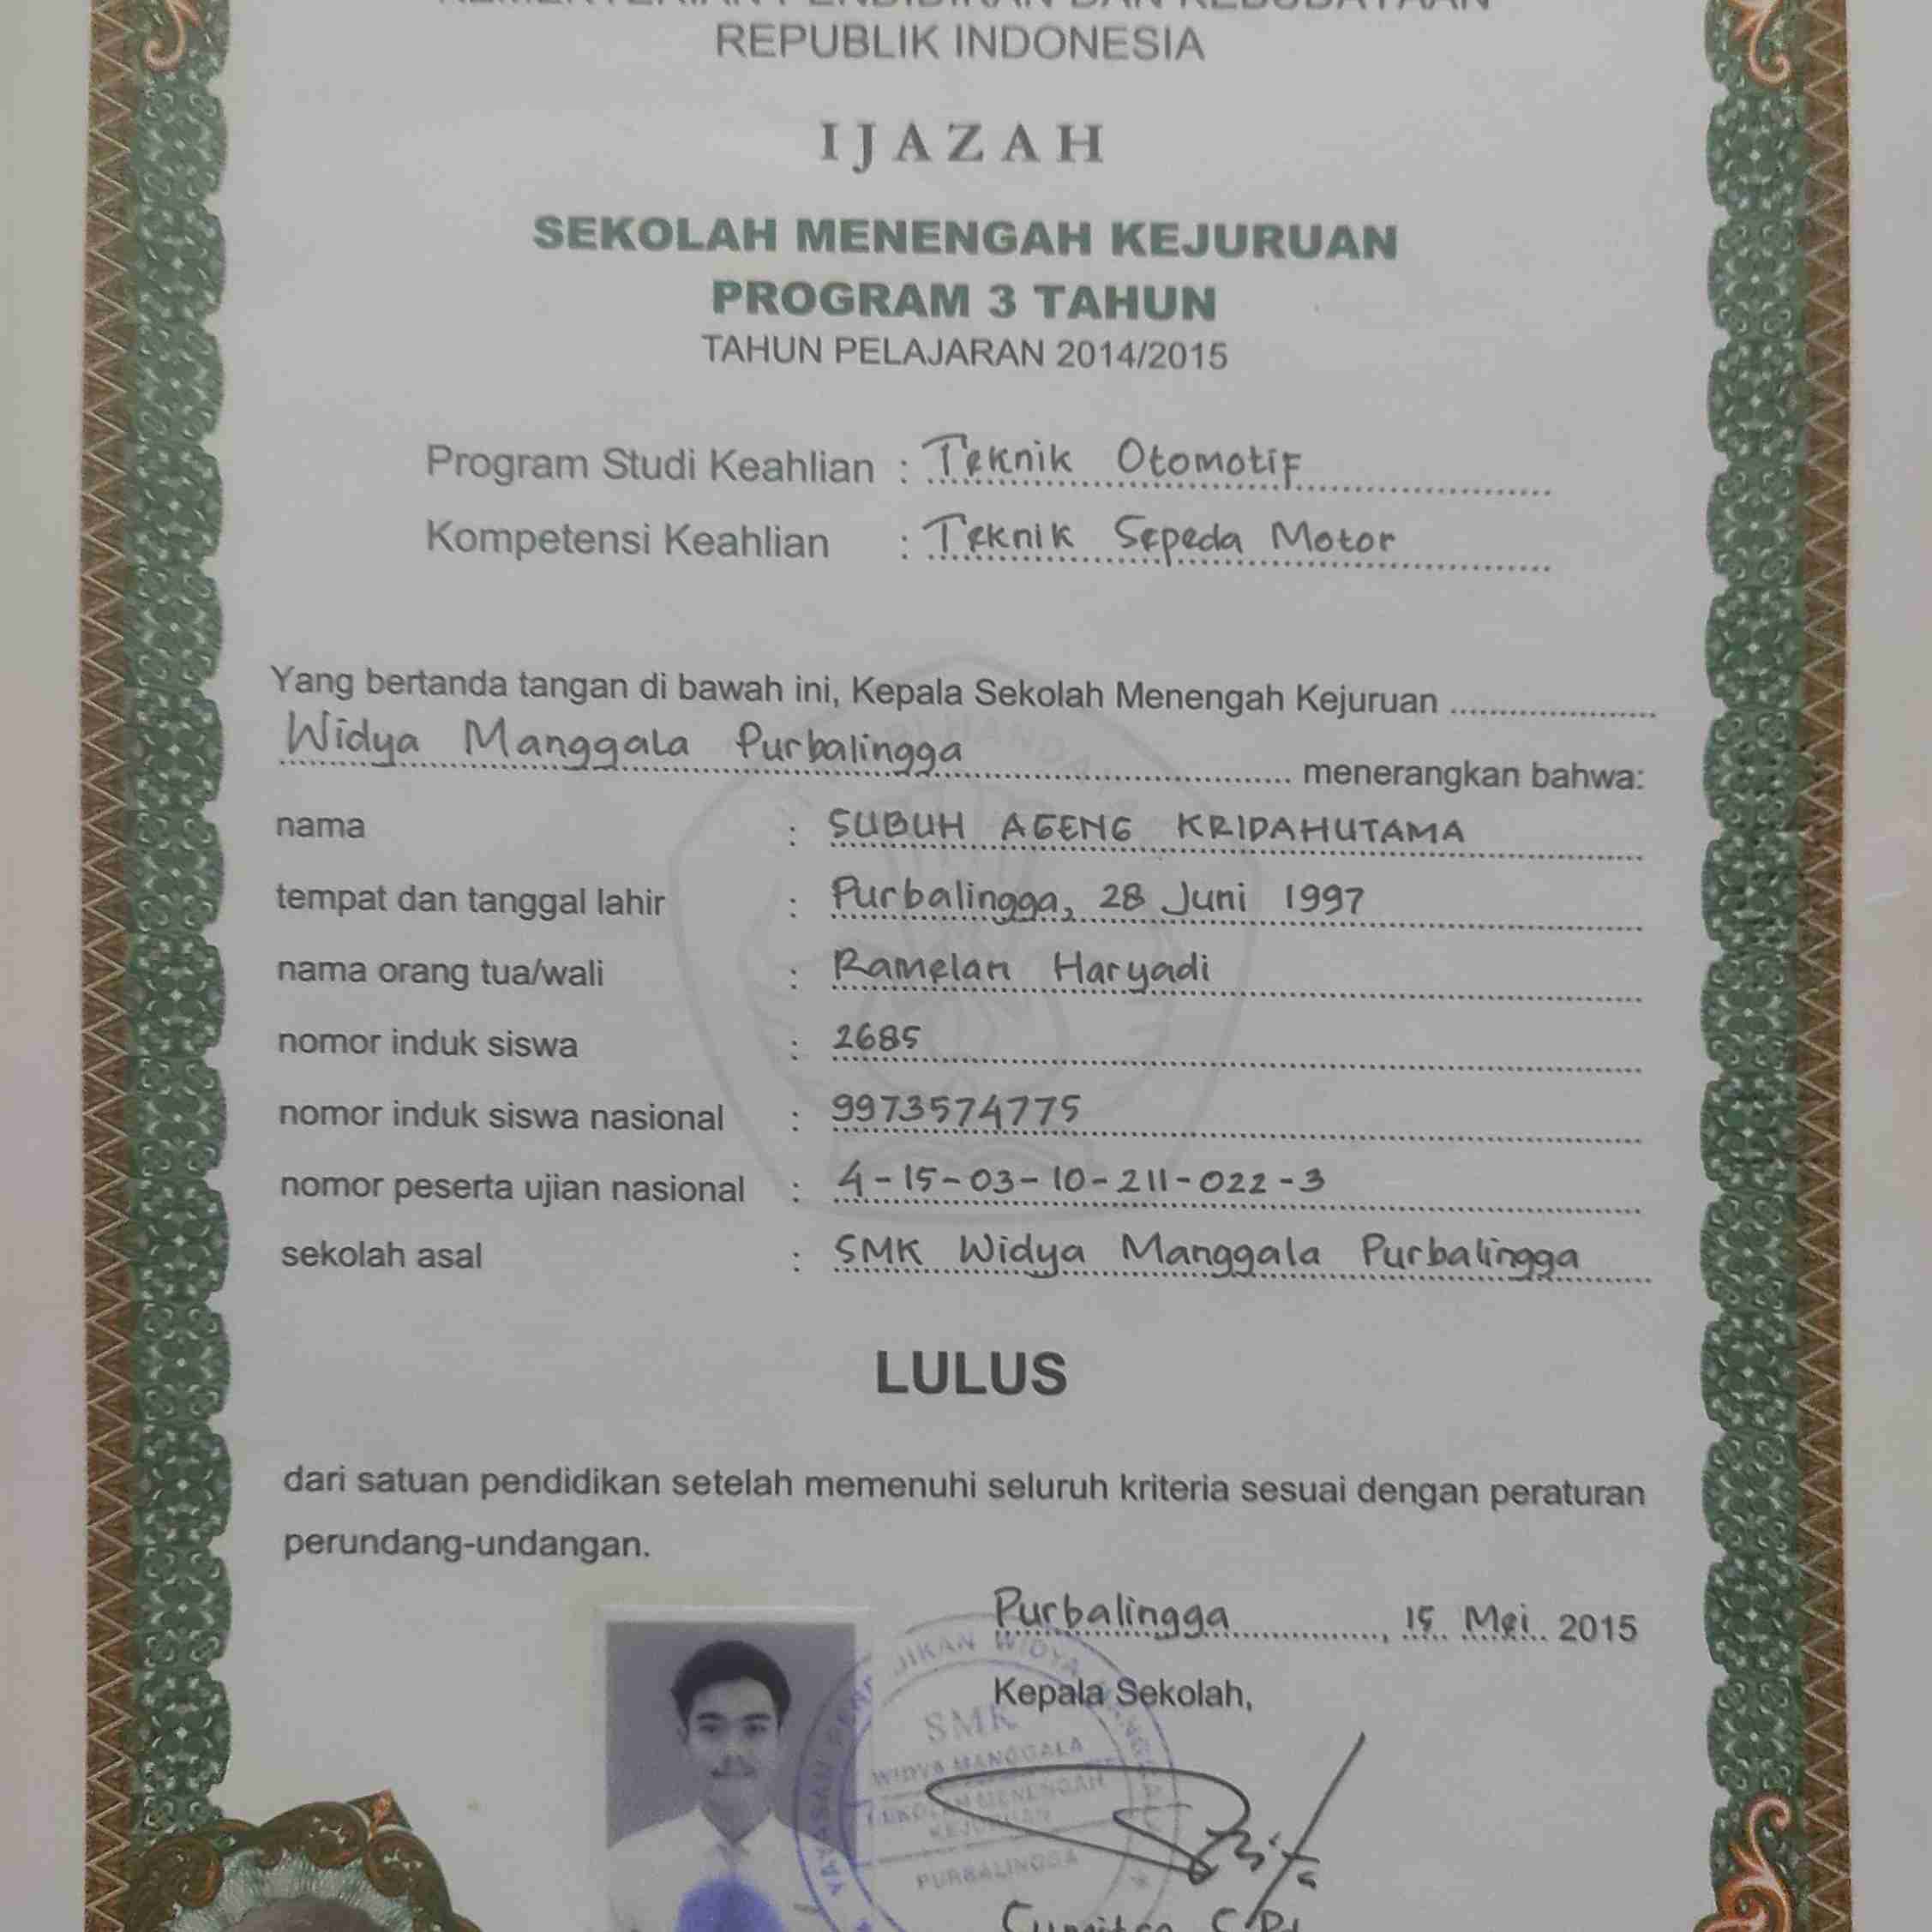 KEMENTERIAN PENDIDIKAN DAN KEBUDAYAAN
REPUBLIK INDONESIA
IJAZAH
SEKOLAH MENENGAH KEJURUAN
PROGRAM 3 TAHUN
TAHUN PELAJARAN 2014/2015
Program Studi Keahlian : Teknik Otomotif
Kompetensi Keahlian : Teknik Sepeda Motor
Yang bertanda tangan di bawah ini, Kepala Sekolah Menengah Kejuruan
Widya Manggala Purbalingga menerangkan bahwa:
nama : SUBUH AGENG KRIDAHUTAMA
tempat dan tanggal lahir : Purbalingga, 28 Juni 1997
nama orang tua/wali : Ramelan Haryadi
nomor induk siswa : 2685
nomor induk siswa nasional : 9973574775
nomor peserta ujian nasional : 4-15-03-10-211-022-3
sekolah asal : SMK Widya Manggala Purbalingga
LULUS
dari satuan pendidikan setelah memenuhi seluruh kriteria sesuai dengan peraturan
perundang-undangan.
Purbalingga, 15 Mei 2015
Kepala Sekolah,
SMK
WIDYA MANGGALA
SEKOLAH MENENGAH
KEJURUAN
PURBALINGGA